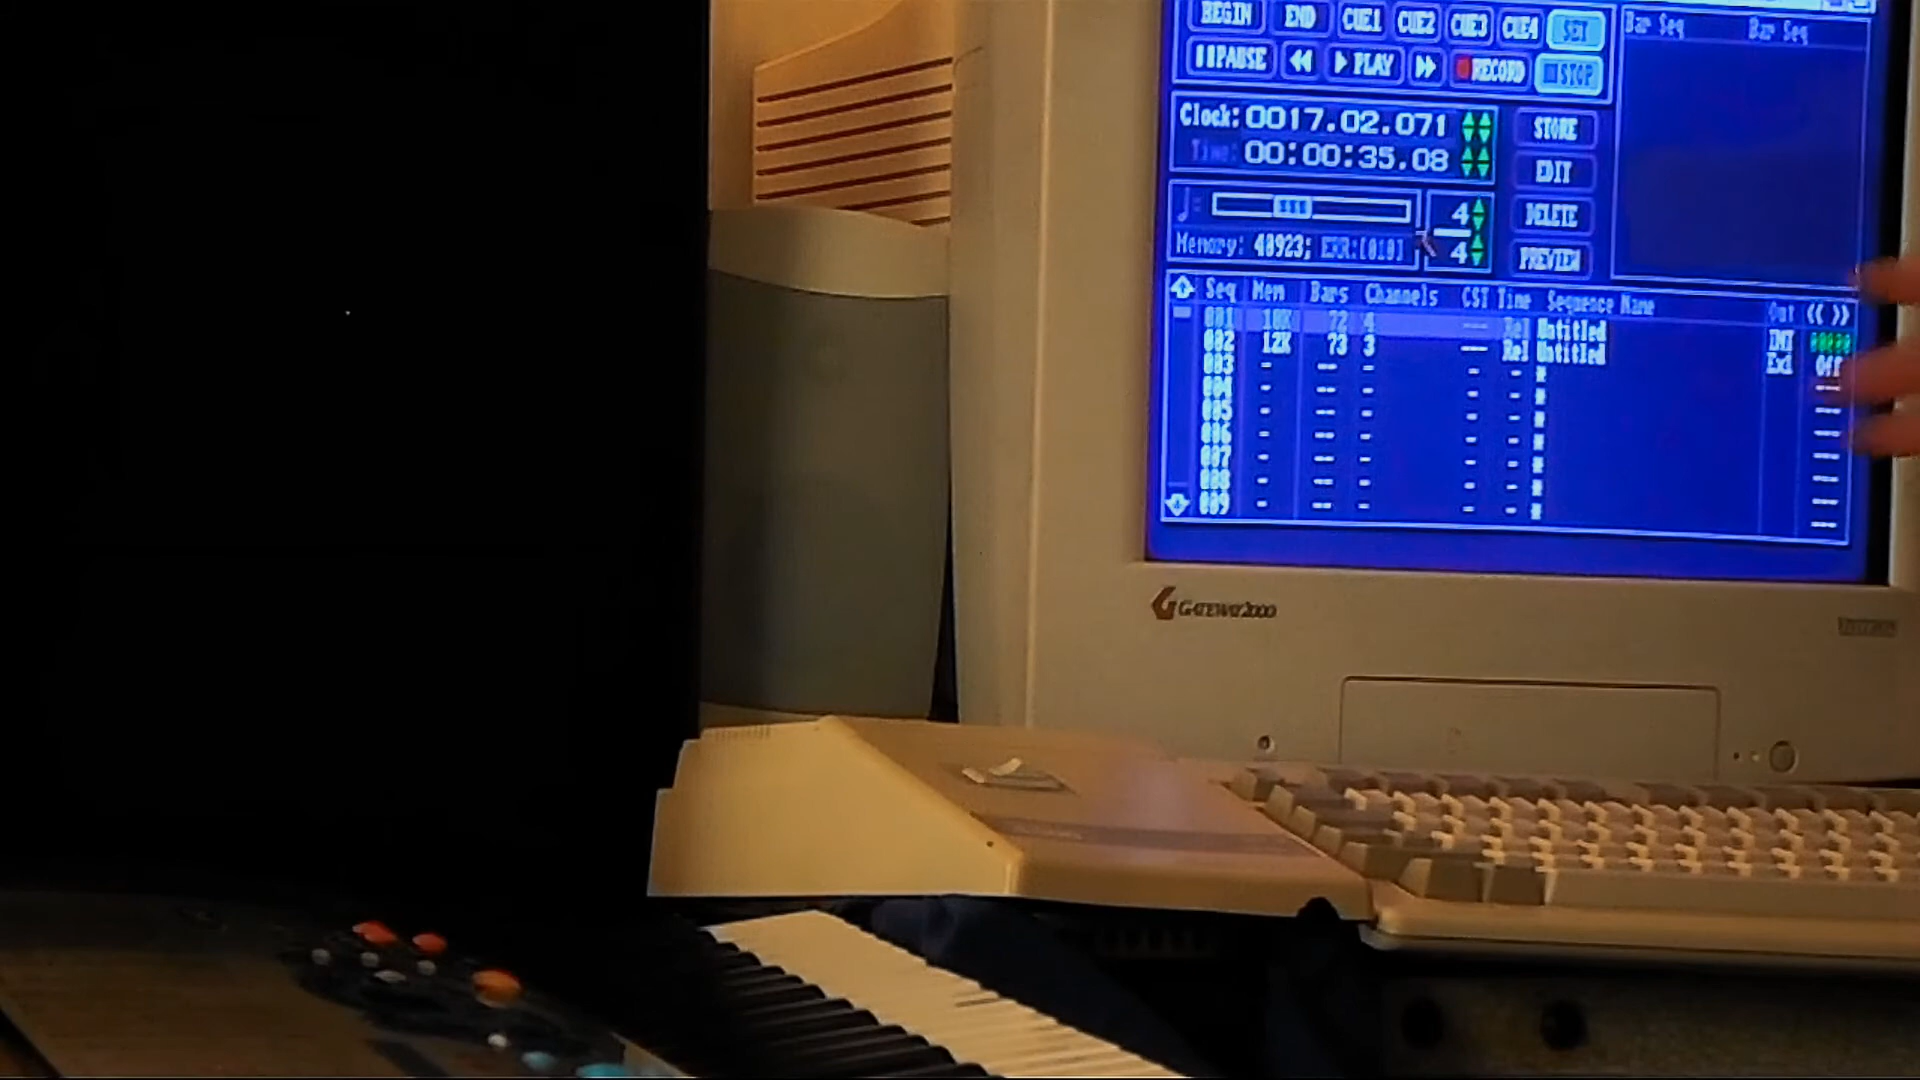 BEGIN END CUE1 CUE2 CUE3 CUE4 SET
PAUSE PLAY RECORD STOP
Bar Seq Bar Seq
Clock: 0017.02.071
Time: 00:00:35.08
4
4
Memory: 40923; ERR:[010]
STORE
EDIT
DELETE
PREVIEW
Seq Mem Bars Channels CST Time Sequence Name Out << >>
001 10K 72 4 --- Rel Untitled INT
002 12K 73 3 --- Rel Untitled Ext Off
003 - -- - - -
004 - -- - - -
005 - -- - - -
006 - -- - - -
007 - -- - - -
008 - -- - - -
009 - -- - - -
GATEWAY2000